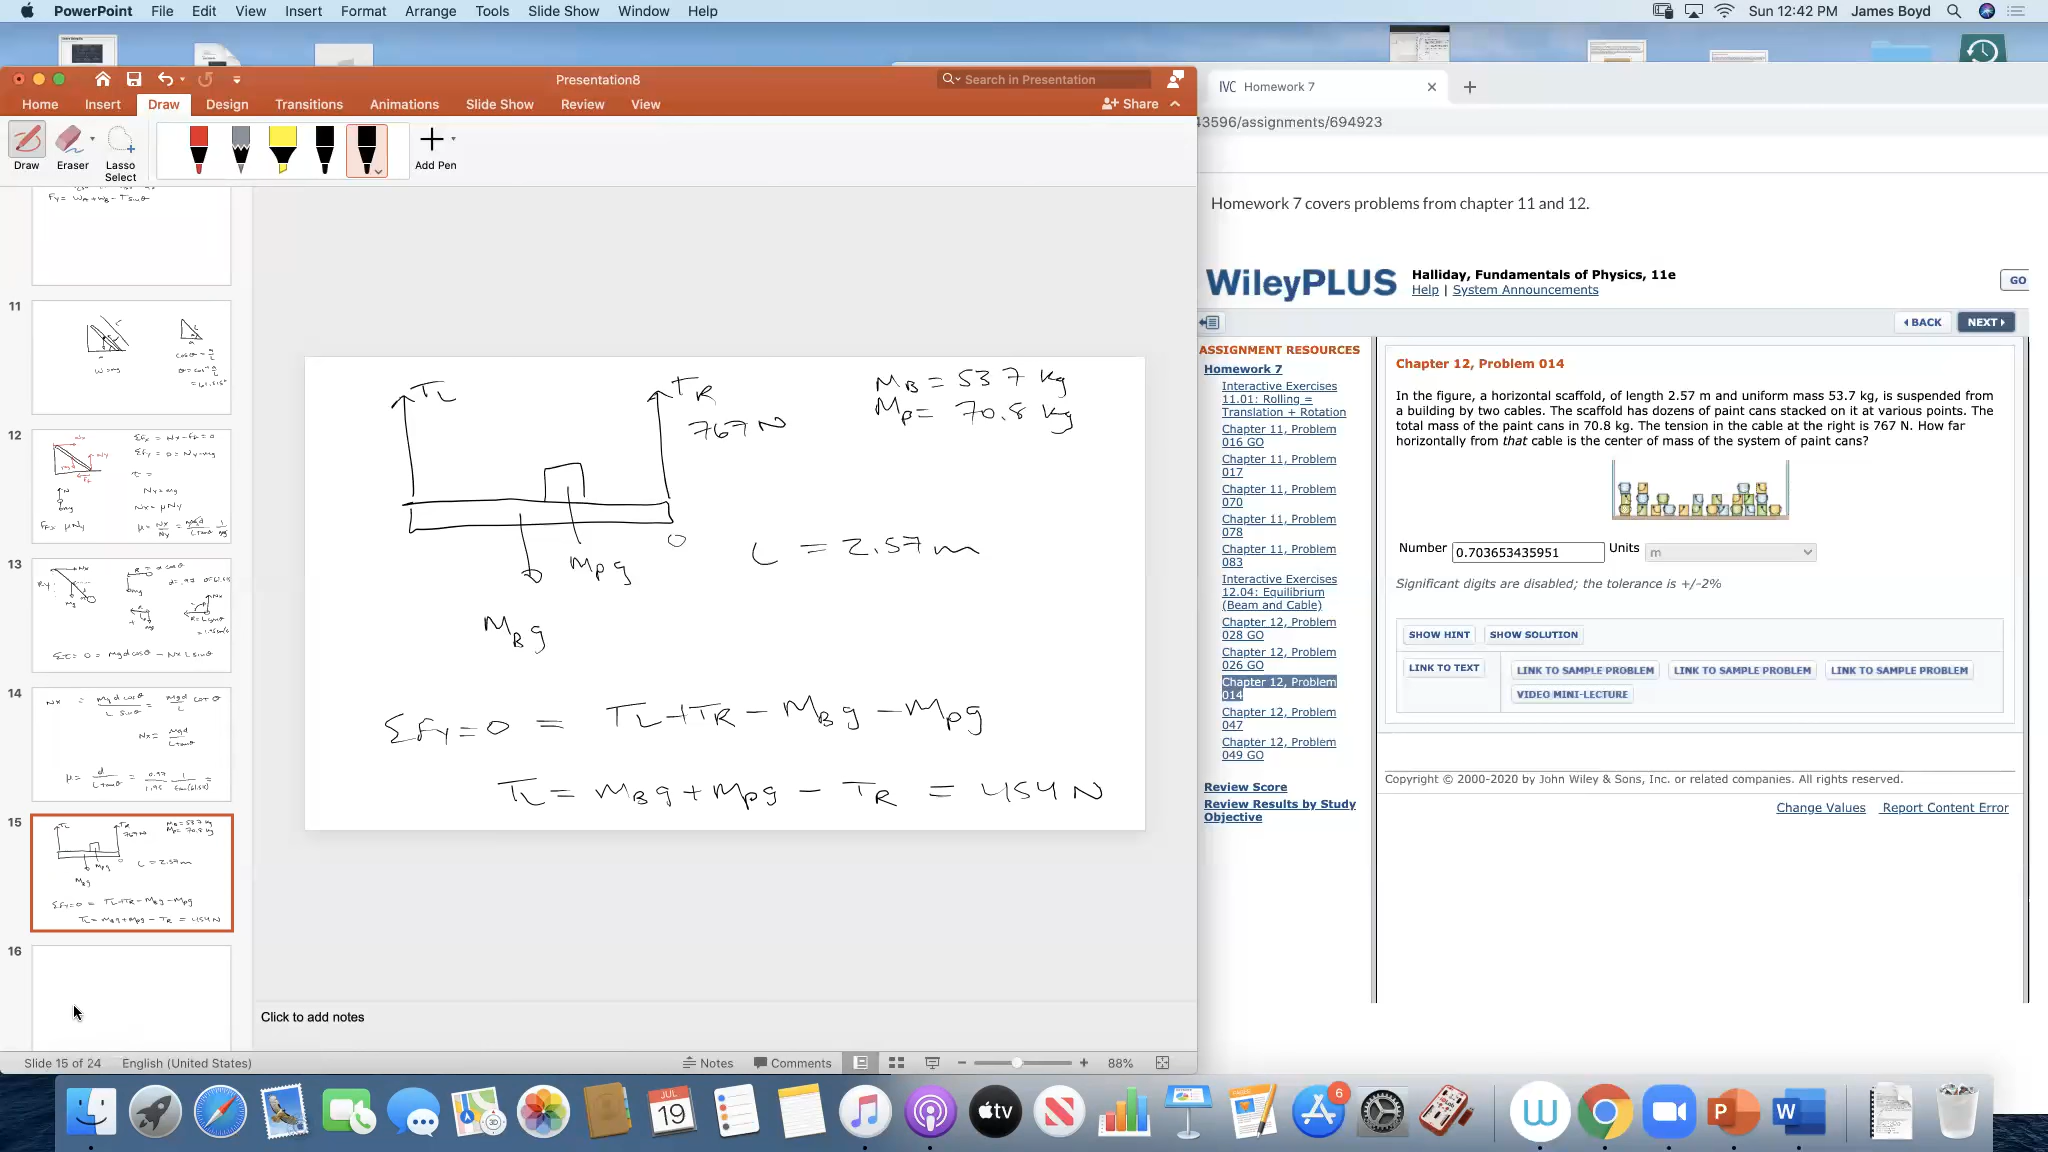 PowerPoint File Edit View Insert Format Arrange Tools Slide Show Window Help
Sun 12:42 PM James Boyd
Presentation8
Search in Presentation
Home Insert Draw Design Transitions Animations Slide Show Review View
Share
Draw
Eraser
Lasso Select
Add Pen
11
12
13
14
15
16
TL
TR
767 N
MB = 53.7 kg
MP = 70.8 kg
O
L = 2.57 m
MPg
MBg
ΣFy = 0 = TL + TR - MBg - MPg
TL = MBg + MPg - TR = 454 N
Click to add notes
Slide 15 of 24 English (United States)
Notes Comments 88%
IVC Homework 7
43596/assignments/694923
Homework 7 covers problems from chapter 11 and 12.
WileyPLUS
Halliday, Fundamentals of Physics, 11e
Help | System Announcements
GO
BACK NEXT
ASSIGNMENT RESOURCES
Homework 7
Interactive Exercises
11.01: Rolling =
Translation + Rotation
Chapter 11, Problem
016 GO
Chapter 11, Problem
017
Chapter 11, Problem
070
Chapter 11, Problem
078
Chapter 11, Problem
083
Interactive Exercises
12.04: Equilibrium
(Beam and Cable)
Chapter 12, Problem
028 GO
Chapter 12, Problem
026 GO
Chapter 12, Problem
014
Chapter 12, Problem
047
Chapter 12, Problem
049 GO
Review Score
Review Results by Study
Objective
Chapter 12, Problem 014
In the figure, a horizontal scaffold, of length 2.57 m and uniform mass 53.7 kg, is suspended from
a building by two cables. The scaffold has dozens of paint cans stacked on it at various points. The
total mass of the paint cans in 70.8 kg. The tension in the cable at the right is 767 N. How far
horizontally from that cable is the center of mass of the system of paint cans?
Number 0.703653435951 Units m
Significant digits are disabled; the tolerance is +/-2%
SHOW HINT SHOW SOLUTION
LINK TO TEXT LINK TO SAMPLE PROBLEM LINK TO SAMPLE PROBLEM LINK TO SAMPLE PROBLEM
VIDEO MINI-LECTURE
Copyright © 2000-2020 by John Wiley & Sons, Inc. or related companies. All rights reserved.
Change Values Report Content Error
JUL
19
tv
6
P
W